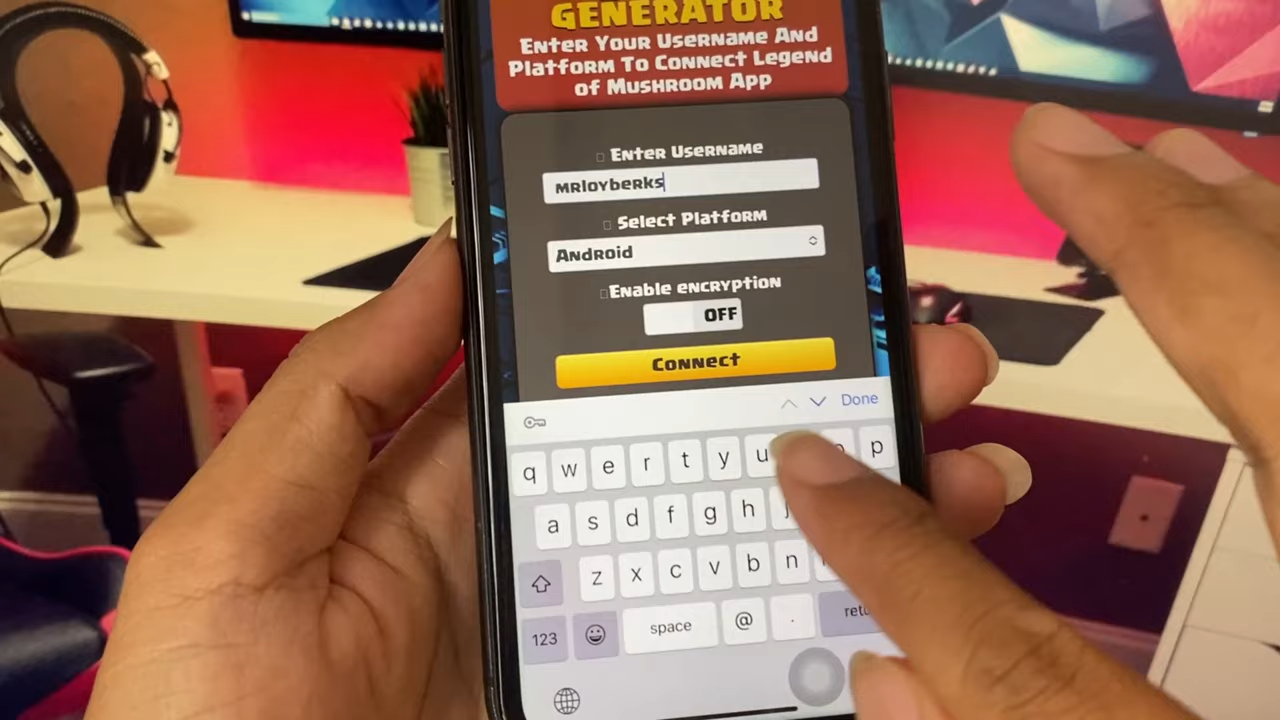 GENERATOR
Enter Your Username And
Platform To Connect Legend
of Mushroom App
Enter Username
mrloyberks
Select Platform
Android
Enable encryption
OFF
Connect
Done
q w e r t y u p
a s d f g h j
z x c v b n
123 space @ .